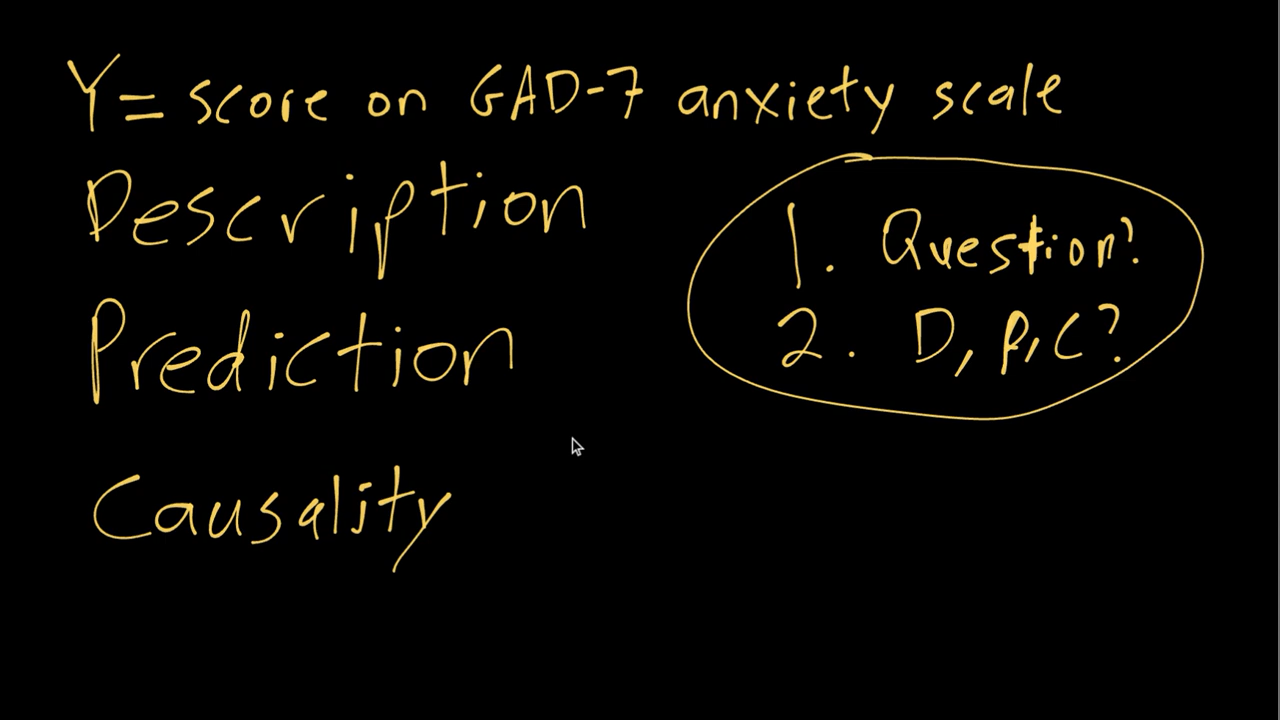 Y = score on GAD-7 anxiety scale
Description
1. Question?
2. D, P, C?
Prediction
Causality